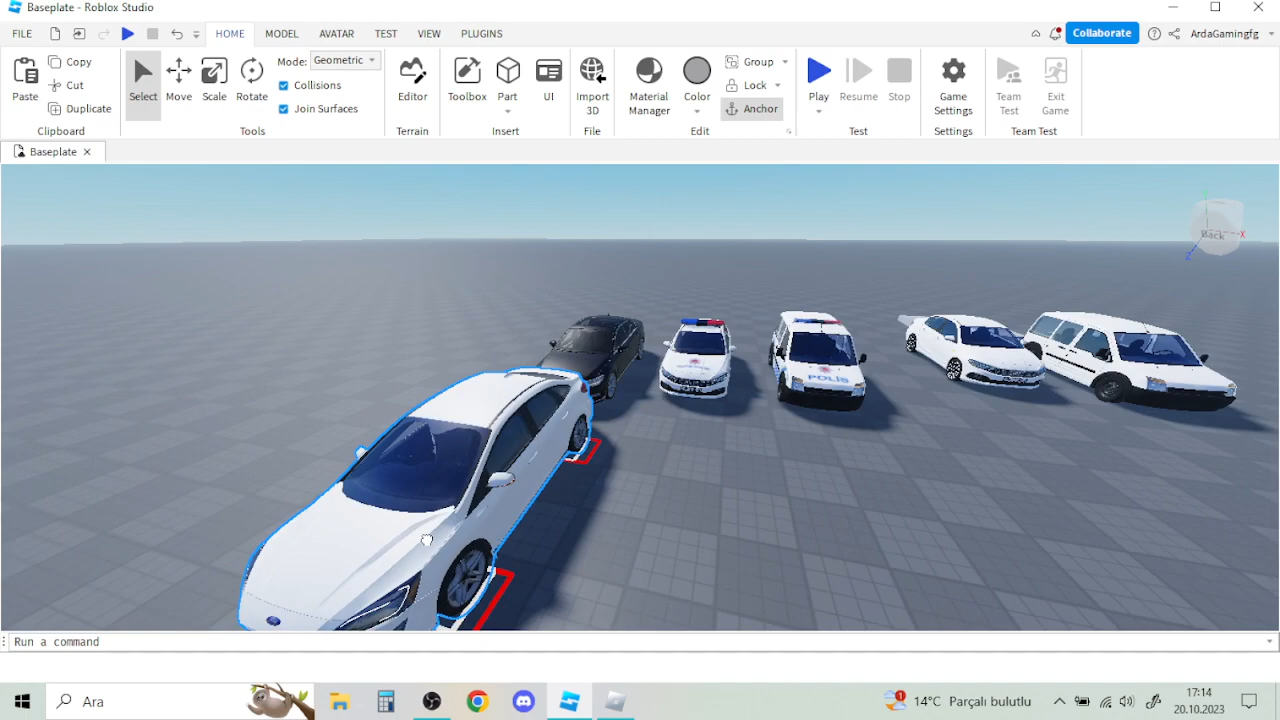 Baseplate - Roblox Studio
FILE HOME MODEL AVATAR TEST VIEW PLUGINS Collaborate ArdaGamingfg
Paste Copy Cut Duplicate Clipboard
Select Move Scale Rotate Mode: Geometric Collisions Join Surfaces Tools
Editor Terrain
Toolbox Part UI Insert
Import 3D File
Material Manager Color Group Lock Anchor Edit
Play Resume Stop Test
Game Settings Settings
Team Test Exit Game Team Test
Baseplate
Y
Back X
Z
POLİS
Run a command
Ara 14°C Parçalı bulutlu 17:14
20.10.2023
1